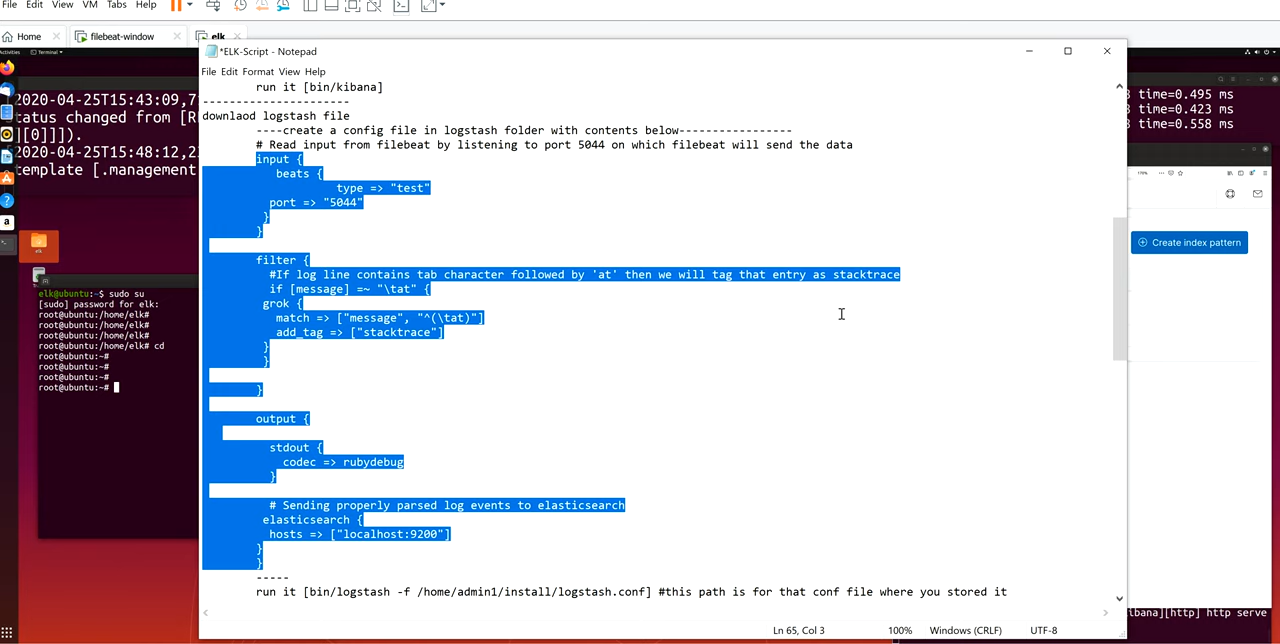 File Edit View VM Tabs Help
Home filebeat-window elk
Activities Terminal
[2020-04-25T15:43:09,7
status changed from [R
][0]]]).
[2020-04-25T15:48:12,2
template [.management
elk
elk@ubuntu:~$ sudo su
[sudo] password for elk:
root@ubuntu:/home/elk#
root@ubuntu:/home/elk#
root@ubuntu:/home/elk#
root@ubuntu:/home/elk# cd
root@ubuntu:~#
root@ubuntu:~#
root@ubuntu:~#
root@ubuntu:~#
*ELK-Script - Notepad
File Edit Format View Help
run it [bin/kibana]
----------------------
downlaod logstash file
----create a config file in logstash folder with contents below-----------------
# Read input from filebeat by listening to port 5044 on which filebeat will send the data
input {
beats {
type => "test"
port => "5044"
}
}
filter {
#If log line contains tab character followed by 'at' then we will tag that entry as stacktrace
if [message] =~ "\tat" {
grok {
match => ["message", "^(\tat)"]
add_tag => ["stacktrace"]
}
}
}
output {
stdout {
codec => rubydebug
}
# Sending properly parsed log events to elasticsearch
elasticsearch {
hosts => ["localhost:9200"]
}
}
-----
run it [bin/logstash -f /home/admin1/install/logstash.conf] #this path is for that conf file where you stored it
Ln 65, Col 3 100% Windows (CRLF) UTF-8
3 time=0.495 ms
3 time=0.423 ms
3 time=0.558 ms
170%
Create index pattern
kibana][http] http serve